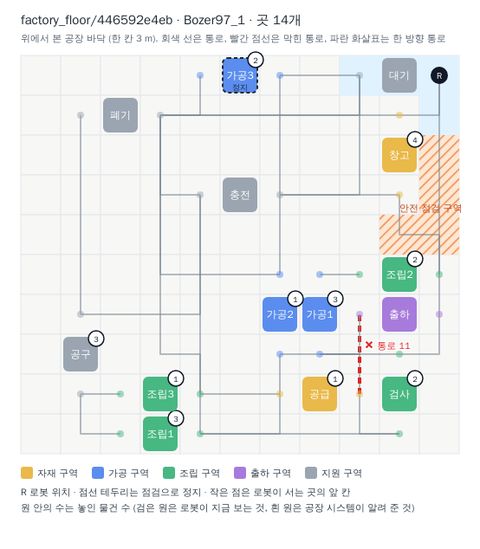 factory_floor/446592e4eb · Bozer97_1 · 곳 14개
위에서 본 공장 바닥 (한 칸 3 m). 회색 선은 통로, 빨간 점선은 막힌 통로, 파란 화살표는 한 방향 통로
2
가공3
정지
대기
R
폐기
4
창고
충전
안전 점검 구역
2
조립2
1
가공2
3
가공1
출하
통로 11
3
공구
1
조립3
1
공급
2
검사
3
조립1
자재 구역
가공 구역
조립 구역
출하 구역
지원 구역
R 로봇 위치 · 점선 테두리는 점검으로 정지 · 작은 점은 로봇이 서는 곳의 앞 칸
원 안의 수는 놓인 물건 수 (검은 원은 로봇이 지금 보는 것, 흰 원은 공장 시스템이 알려 준 것)